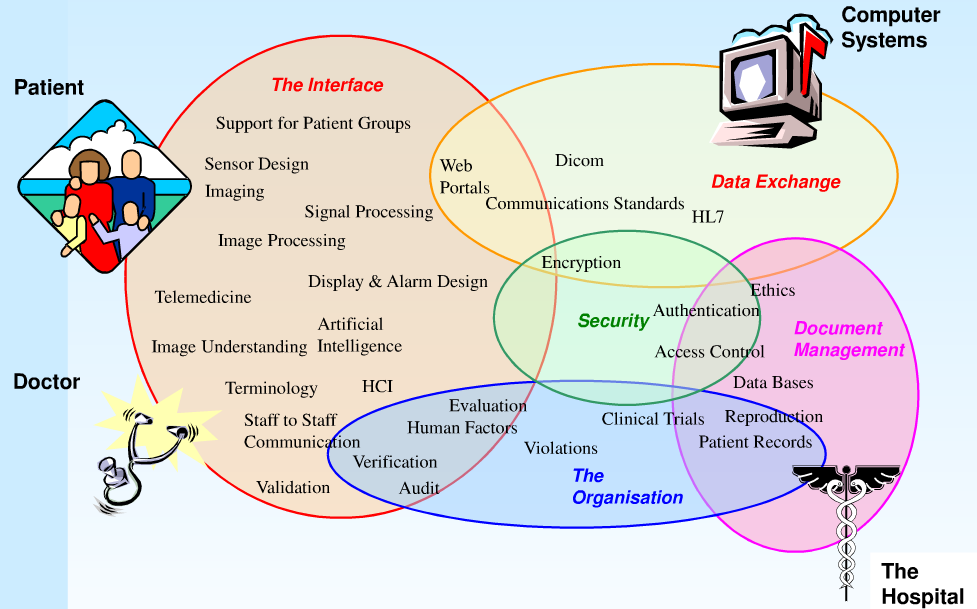 Computer
Systems
Patient
The Interface
Support for Patient Groups
Sensor Design
Imaging
Signal Processing
Image Processing
Display & Alarm Design
Telemedicine
Artificial
Intelligence
Image Understanding
Doctor
Terminology
HCI
Staff to Staff
Communication
Evaluation
Human Factors
Verification
Validation
Audit
Web
Portals
Dicom
Data Exchange
Communications Standards
HL7
Encryption
Ethics
Security
Authentication
Access Control
Document
Management
Data Bases
Clinical Trials
Reproduction
Patient Records
Violations
The
Organisation
The
Hospital